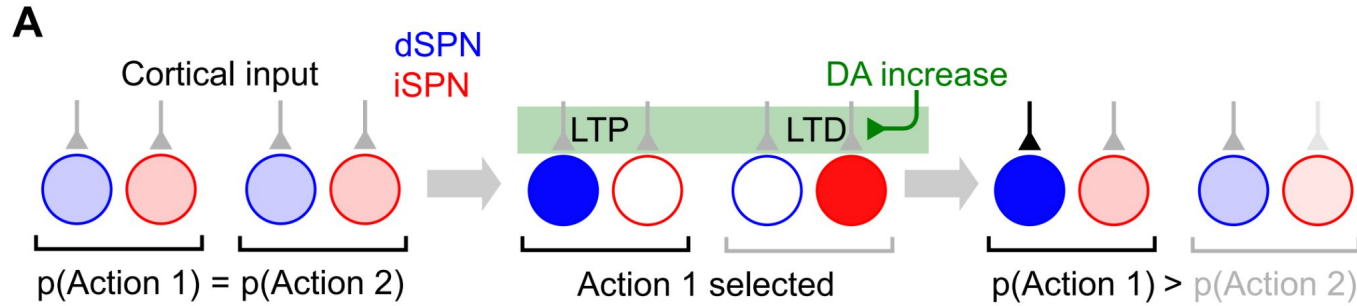 A
Cortical input
dSPN
iSPN
DA increase
LTP
LTD
p(Action 1) = p(Action 2)
Action 1 selected
p(Action 1) > p(Action 2)